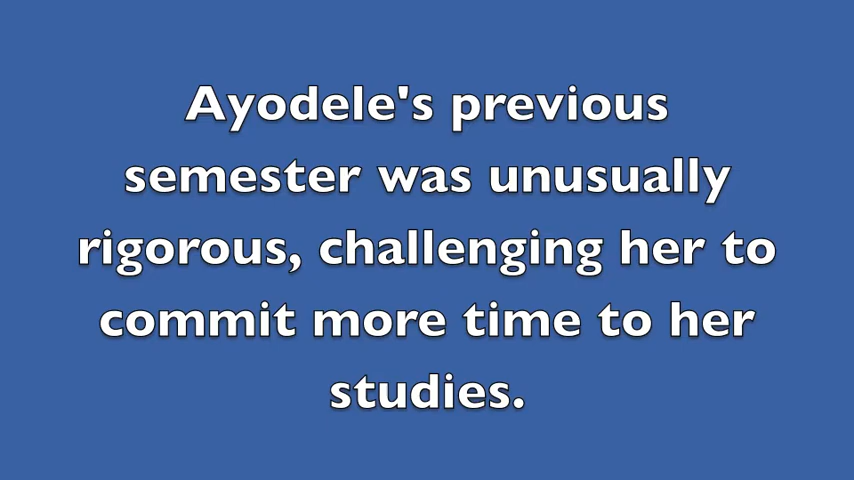 Ayodele's previous
semester was unusually
rigorous, challenging her to
commit more time to her
studies.